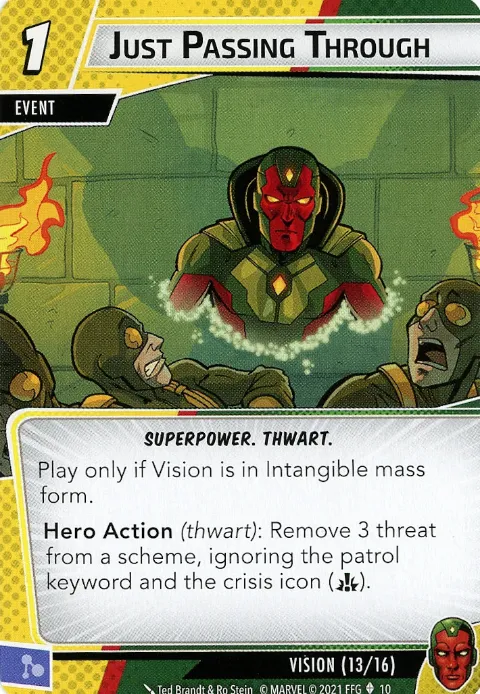 1
JUST PASSING THROUGH
EVENT
SUPERPOWER. THWART.
Play only if Vision is in Intangible mass
form.
Hero Action (thwart): Remove 3 threat
from a scheme, ignoring the patrol
keyword and the crisis icon ( ).
VISION (13/16)
Ted Brandt & Ro Stein © MARVEL © 2021 FFG 10